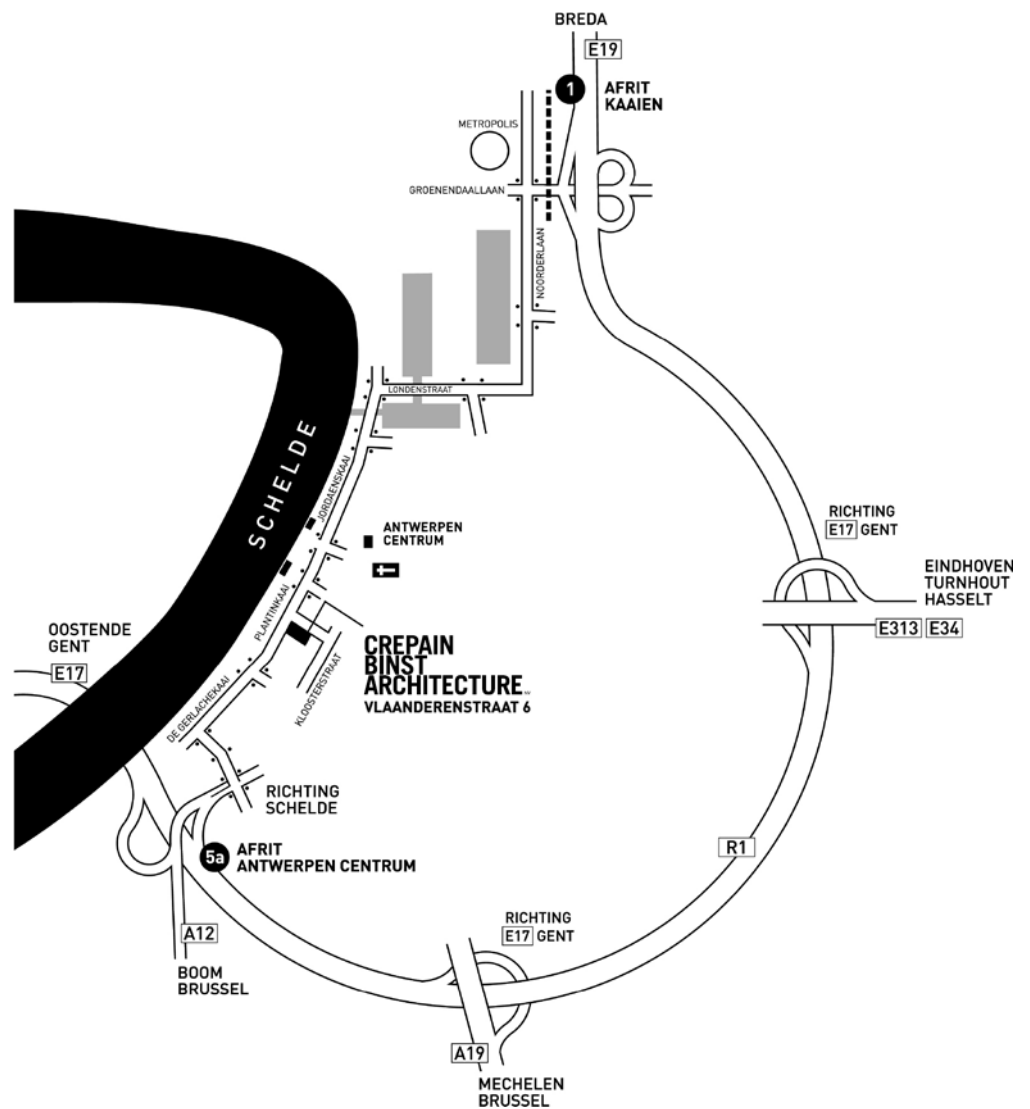 BREDA
E19
1
AFRIT
KAAIEN
METROPOLIS
GROENENDAALLAAN
NOORDERLAAN
LONDENSTRAAT
SCHELDE
JORDAENSKAAI
ANTWERPEN
CENTRUM
RICHTING
E17 GENT
EINDHOVEN
TURNHOUT
HASSELT
E313 E34
PLANTINKAAI
OOSTENDE
GENT
E17
CREPAIN
BINST
ARCHITECTURE
VLAANDERENSTRAAT 6
KLOOSTERSTRAAT
DE GERLACHEKAAI
RICHTING
SCHELDE
5a
AFRIT
ANTWERPEN CENTRUM
R1
A12
BOOM
BRUSSEL
RICHTING
E17 GENT
A19
MECHELEN
BRUSSEL